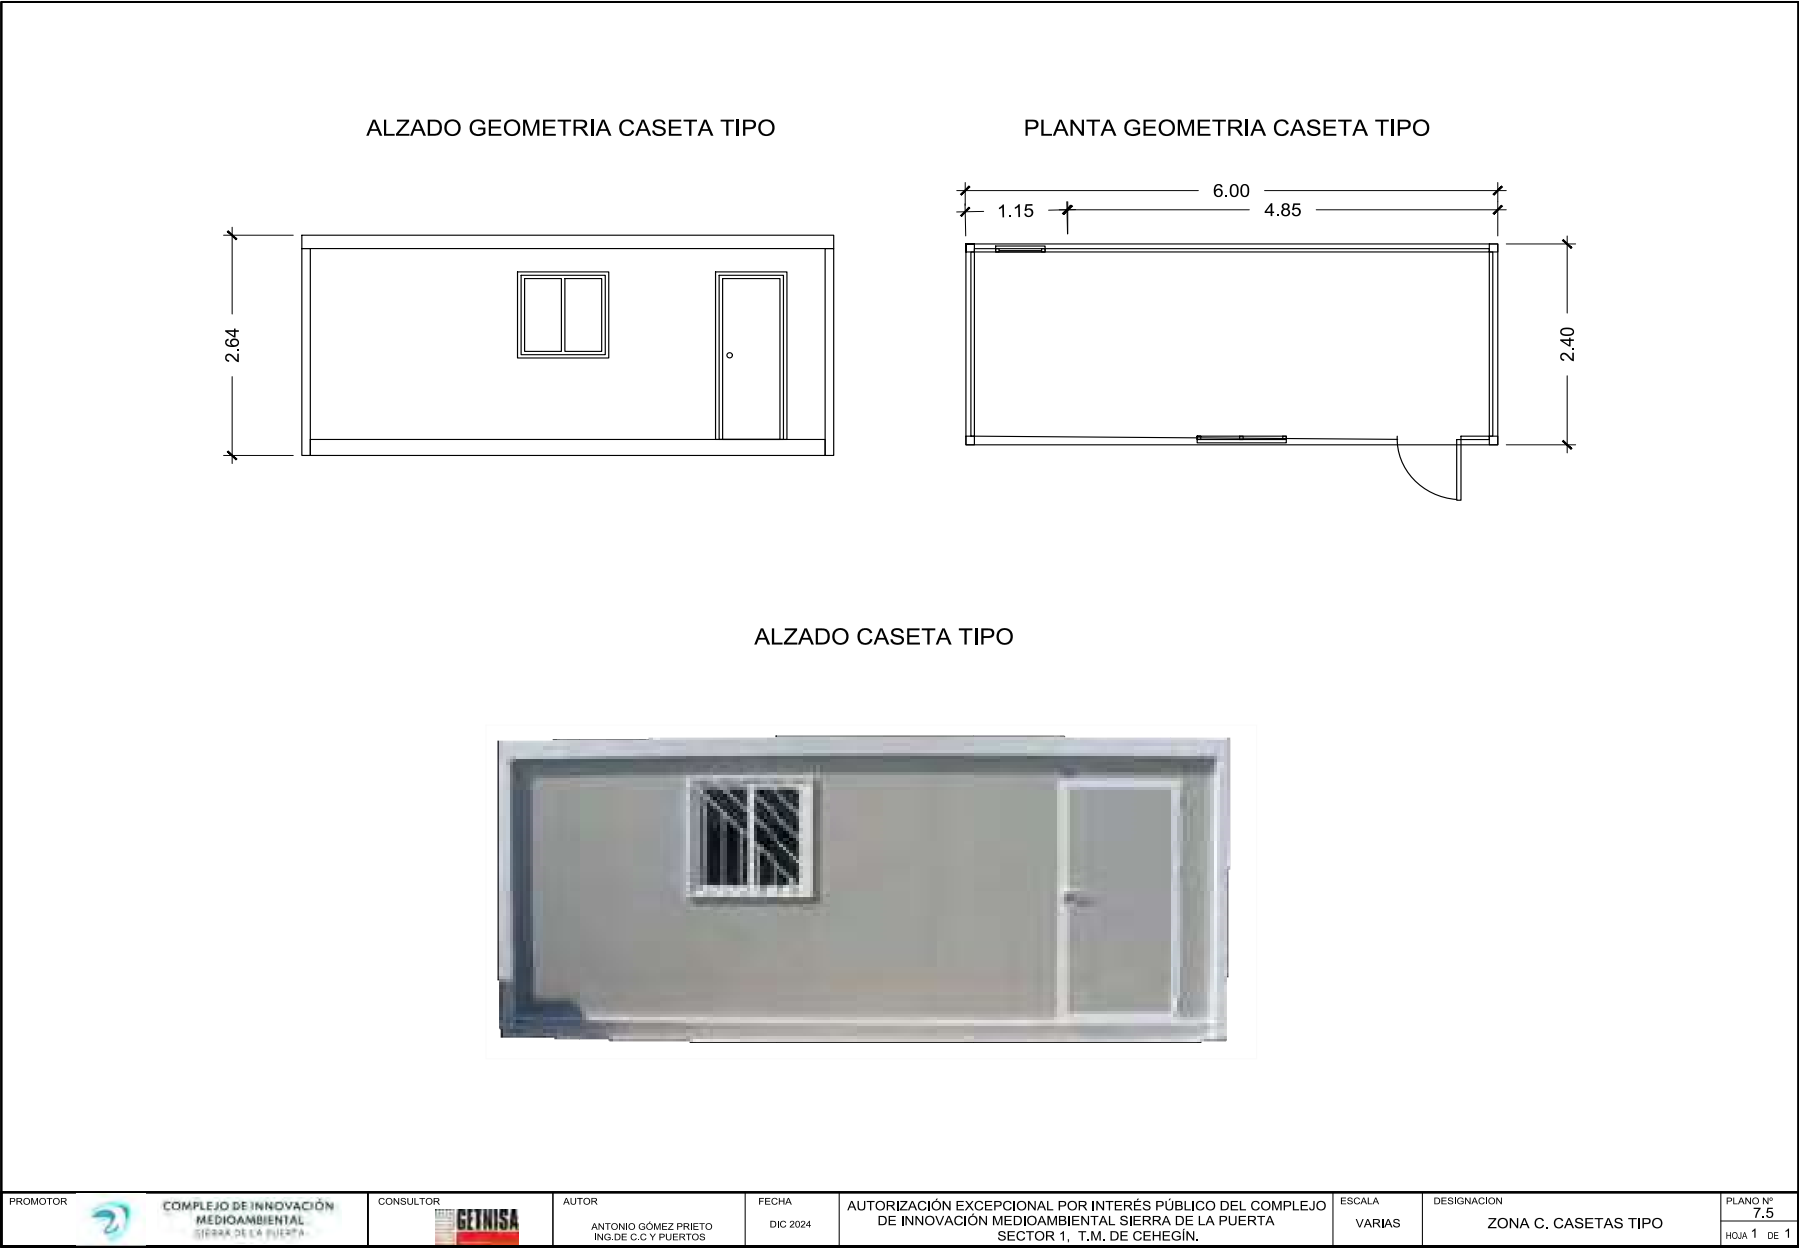 ALZADO GEOMETRIA CASETA TIPO
PLANTA GEOMETRIA CASETA TIPO
6.00
1.15
4.85
2.64
2.40
ALZADO CASETA TIPO
PROMOTOR
COMPLEJO DE INNOVACIÓN
MEDIOAMBIENTAL
SIERRA DE LA PUERTA
CONSULTOR
GETNISA
AUTOR
ANTONIO GÓMEZ PRIETO
ING.DE C.C Y PUERTOS
FECHA
DIC 2024
AUTORIZACIÓN EXCEPCIONAL POR INTERÉS PÚBLICO DEL COMPLEJO
DE INNOVACIÓN MEDIOAMBIENTAL SIERRA DE LA PUERTA
SECTOR 1, T.M. DE CEHEGÍN.
ESCALA
VARIAS
DESIGNACION
ZONA C. CASETAS TIPO
PLANO Nº
7.5
HOJA 1 DE 1